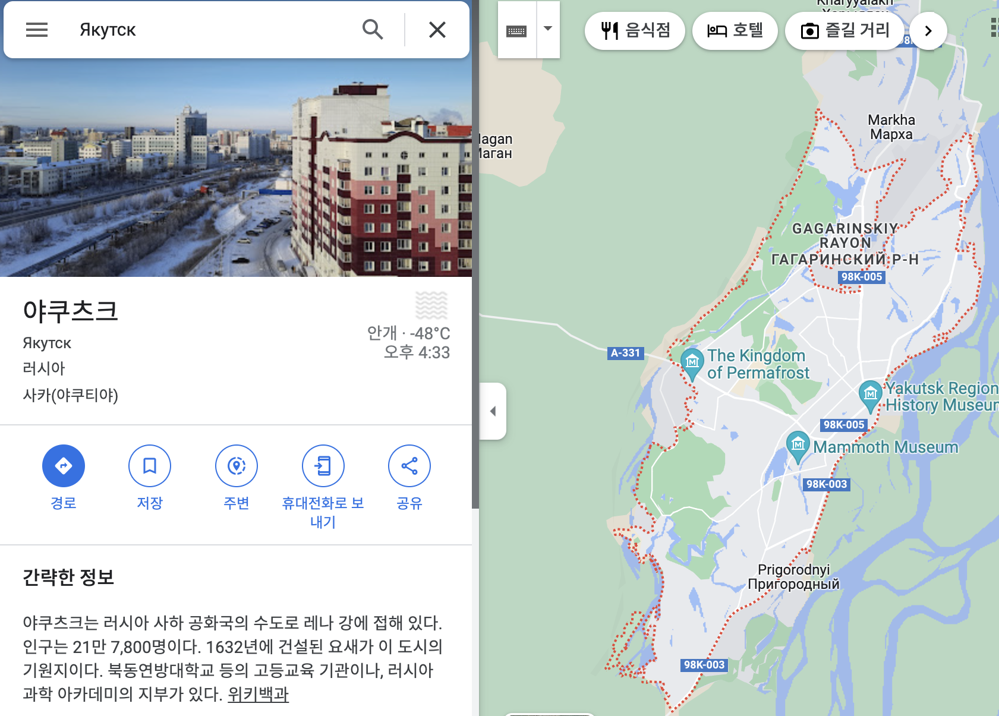 Якутск
야쿠츠크
Якутск
러시아
사카(야쿠티야)
안개 · -48°C
오후 4:33
경로
저장
주변
휴대전화로 보
내기
공유
간략한 정보
야쿠츠크는 러시아 사하 공화국의 수도로 레나 강에 접해 있다.
인구는 21만 7,800명이다. 1632년에 건설된 요새가 이 도시의
기원지이다. 북동연방대학교 등의 고등교육 기관이나, 러시아
과학 아카데미의 지부가 있다. 위키백과
음식점
호텔
즐길 거리
Markha
Марха
GAGARINSKIY
RAYON
ГАГАРИНСКИЙ Р-Н
98K-005
A-331
The Kingdom
of Permafrost
Yakutsk Region
History Museum
98K-005
Mammoth Museum
98K-003
Prigorodnyi
Пригородный
98K-003